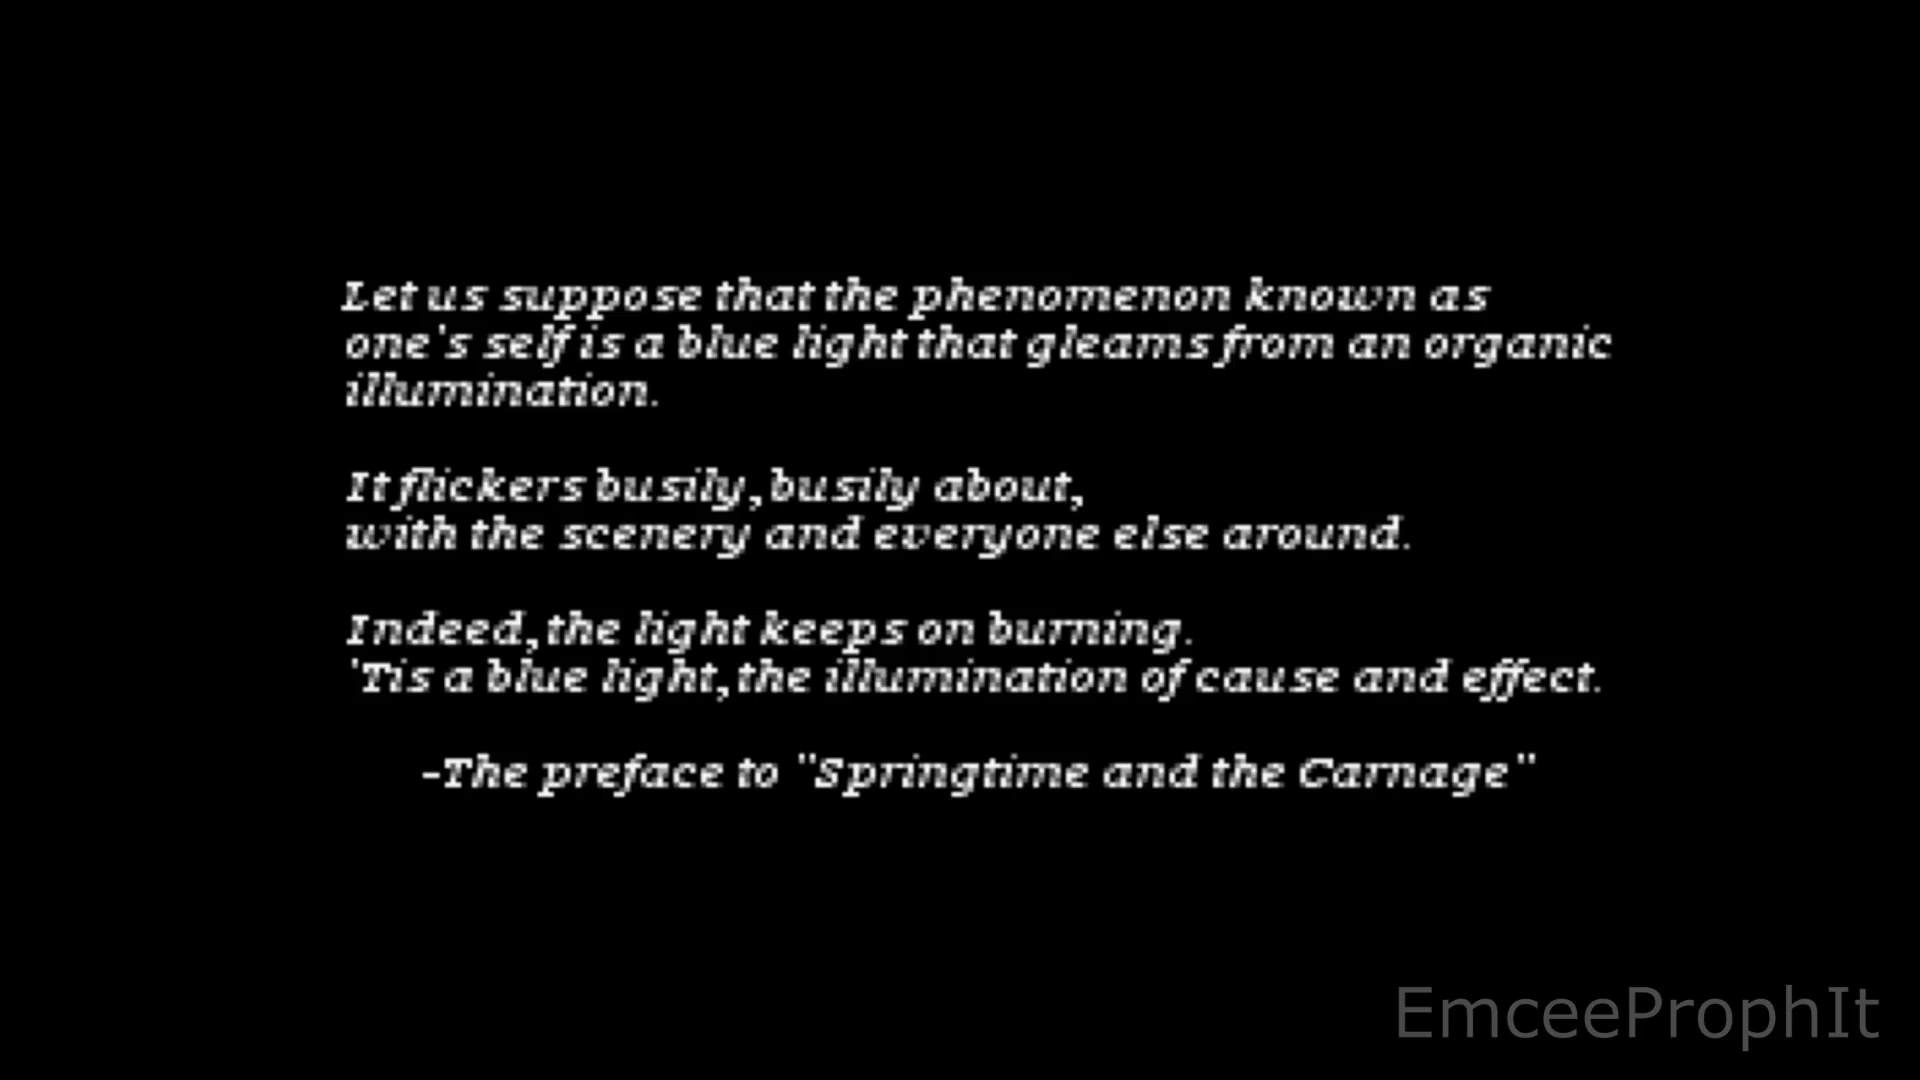 Let us suppose that the phenomenon known as
one's self is a blue light that gleams from an organic
illumination.
It flickers busily, busily about,
with the scenery and everyone else around.
Indeed, the light keeps on burning.
'Tis a blue light, the illumination of cause and effect.
-The preface to "Springtime and the Carnage"
EmceeProphIt